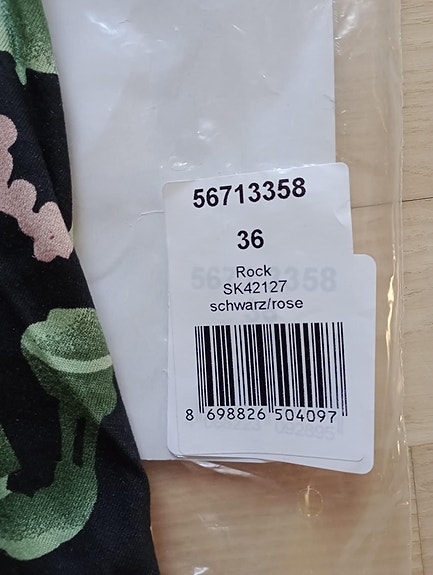 56713358
36
Rock
SK42127
schwarz/rose
8 698826 504097